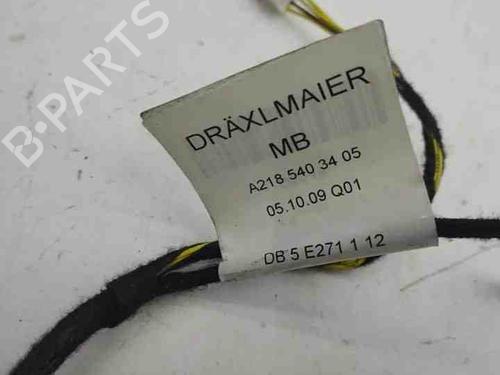 B-PARTS
DRÄXLMAIER
MB
A218 540 34 05
05.10.09 Q01
DB 5 E271 1 12